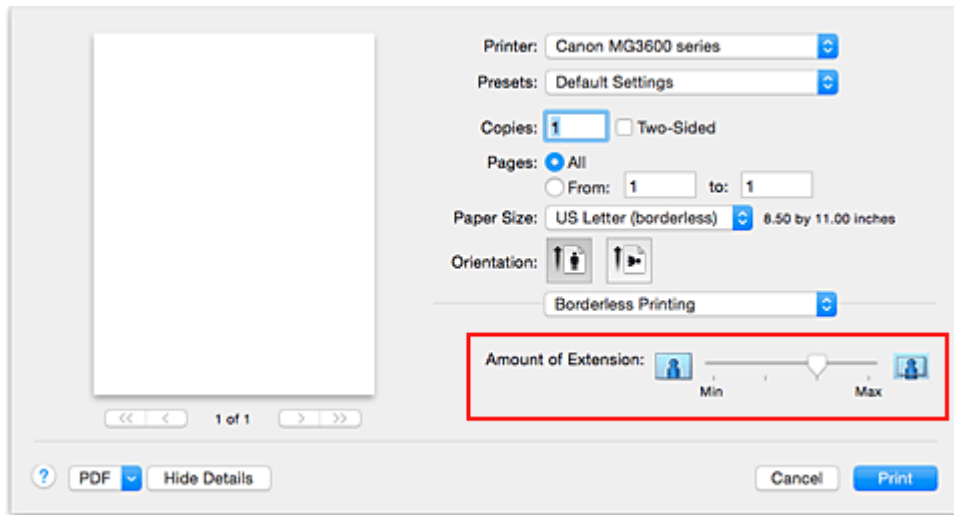 Printer: Canon MG3600 series
Presets: Default Settings
Copies: 1 Two-Sided
Pages: All
From: 1 to: 1
Paper Size: US Letter (borderless) 8.50 by 11.00 inches
Orientation:
Borderless Printing
Amount of Extension:
Min Max
1 of 1
? PDF Hide Details Cancel Print